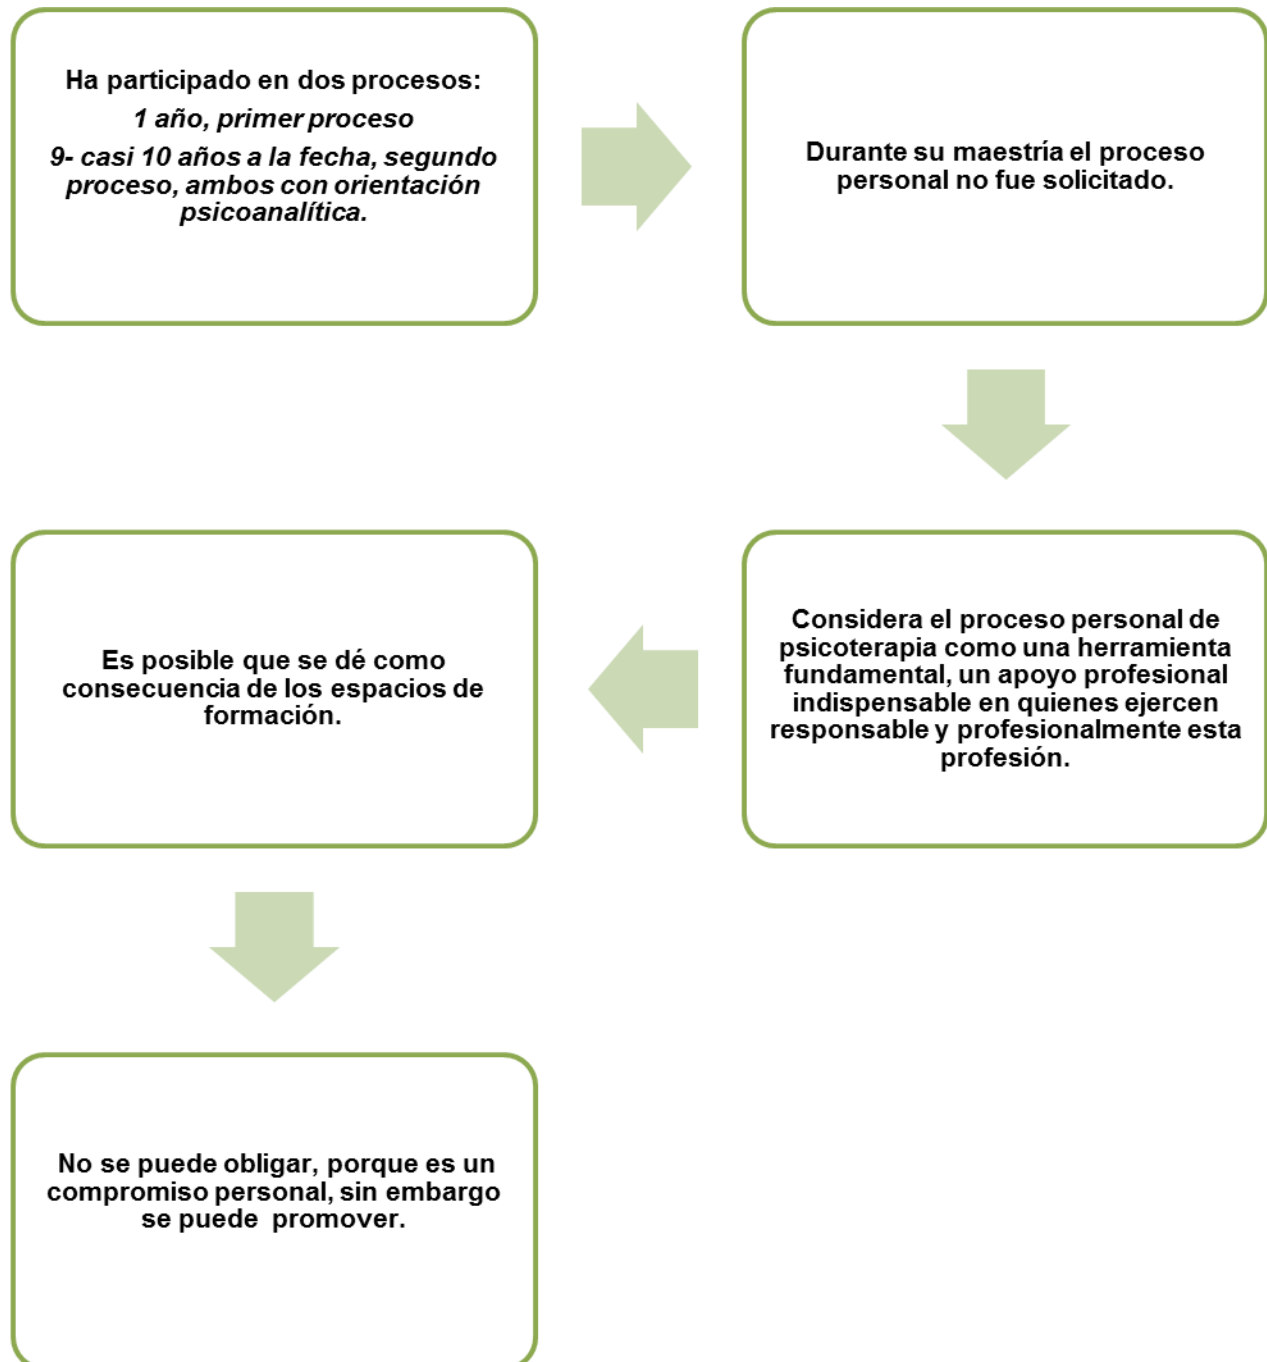 Ha participado en dos procesos:
1 año, primer proceso
9- casi 10 años a la fecha, segundo
proceso, ambos con orientación
psicoanalítica.
Durante su maestría el proceso
personal no fue solicitado.
Considera el proceso personal de
psicoterapia como una herramienta
fundamental, un apoyo profesional
indispensable en quienes ejercen
responsable y profesionalmente esta
profesión.
Es posible que se dé como
consecuencia de los espacios de
formación.
No se puede obligar, porque es un
compromiso personal, sin embargo
se puede promover.